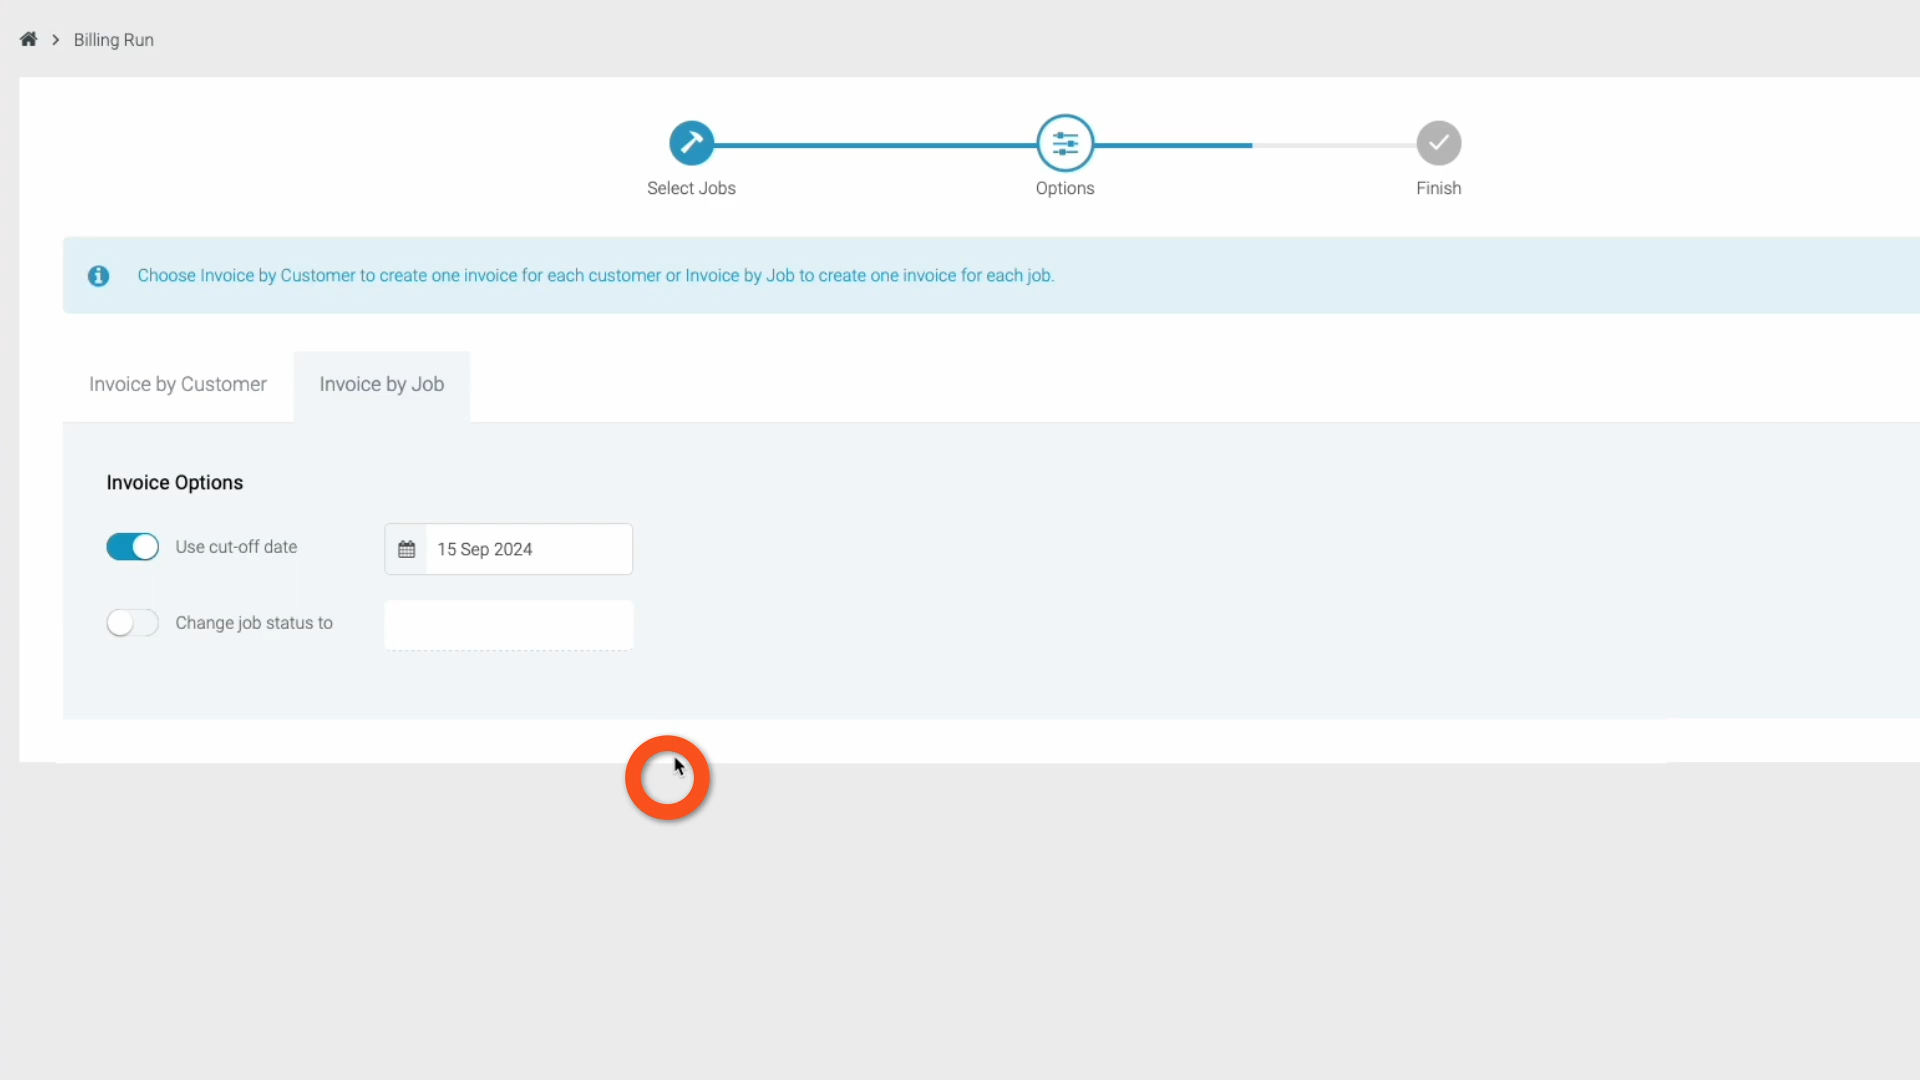 Billing Run
Select Jobs
Options
Finish
Choose Invoice by Customer to create one invoice for each customer or Invoice by Job to create one invoice for each job.
Invoice by Customer
Invoice by Job
Invoice Options
Use cut-off date
15 Sep 2024
Change job status to